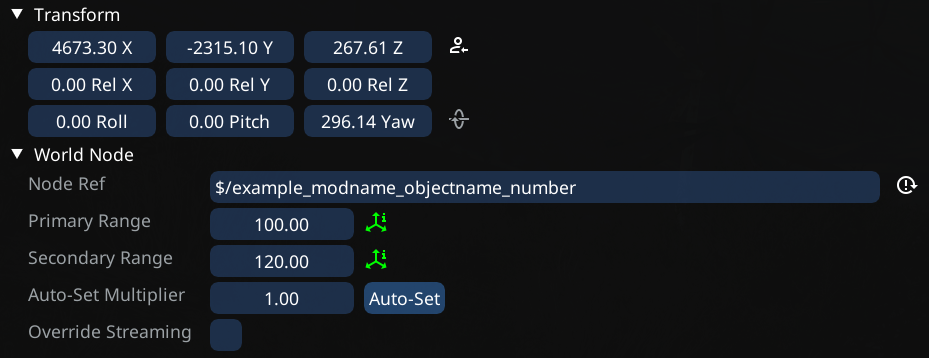 Transform
4673.30 X -2315.10 Y 267.61 Z
0.00 Rel X 0.00 Rel Y 0.00 Rel Z
0.00 Roll 0.00 Pitch 296.14 Yaw
World Node
Node Ref $/example_modname_objectname_number
Primary Range 100.00
Secondary Range 120.00
Auto-Set Multiplier 1.00 Auto-Set
Override Streaming